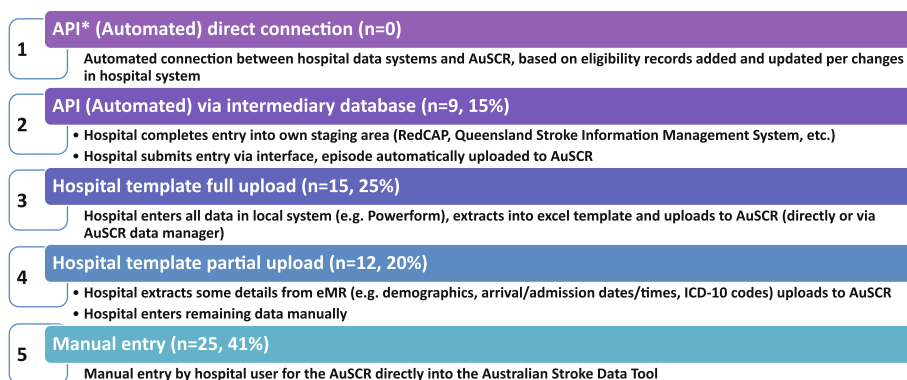 API* (Automated) direct connection (n=0)
1
Automated connection between hospital data systems and AuSCR, based on eligibility records added and updated per changes
in hospital system
API (Automated) via intermediary database (n=9, 15%)
2
• Hospital completes entry into own staging area (RedCAP, Queensland Stroke Information Management System, etc.)
• Hospital submits entry via interface, episode automatically uploaded to AuSCR
Hospital template full upload (n=15, 25%)
3
Hospital enters all data in local system (e.g. Powerform), extracts into excel template and uploads to AuSCR (directly or via
AuSCR data manager)
Hospital template partial upload (n=12, 20%)
4
• Hospital extracts some details from eMR (e.g. demographics, arrival/admission dates/times, ICD-10 codes) uploads to AuSCR
• Hospital enters remaining data manually
Manual entry (n=25, 41%)
5
Manual entry by hospital user for the AuSCR directly into the Australian Stroke Data Tool